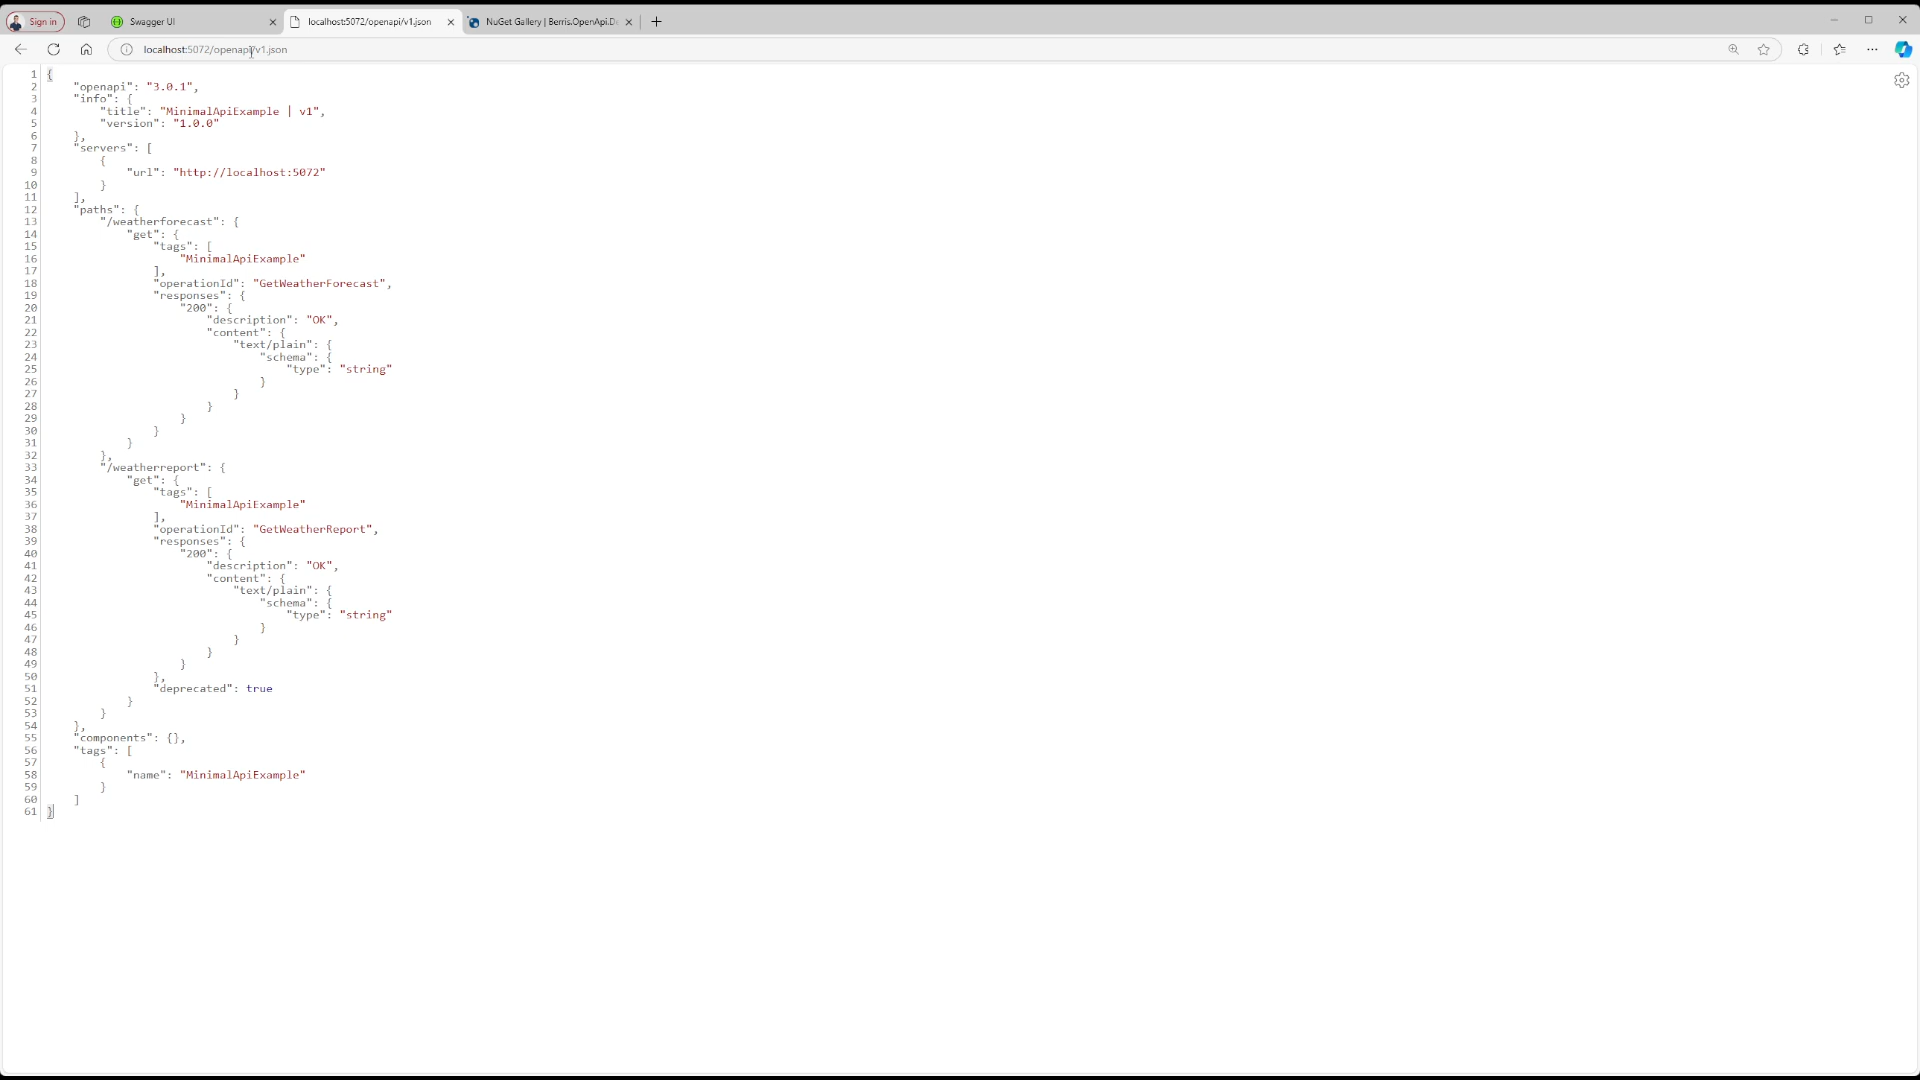 Sign in
Swagger UI
localhost:5072/openapi/v1.json
NuGet Gallery | Berris.OpenApi.De
localhost:5072/openapi/v1.json
1 {
2 "openapi": "3.0.1",
3 "info": {
4 "title": "MinimalApiExample | v1",
5 "version": "1.0.0"
6 },
7 "servers": [
8 {
9 "url": "http://localhost:5072"
10 }
11 ],
12 "paths": {
13 "/weatherforecast": {
14 "get": {
15 "tags": [
16 "MinimalApiExample"
17 ],
18 "operationId": "GetWeatherForecast",
19 "responses": {
20 "200": {
21 "description": "OK",
22 "content": {
23 "text/plain": {
24 "schema": {
25 "type": "string"
26 }
27 }
28 }
29 }
30 }
31 }
32 },
33 "/weatherreport": {
34 "get": {
35 "tags": [
36 "MinimalApiExample"
37 ],
38 "operationId": "GetWeatherReport",
39 "responses": {
40 "200": {
41 "description": "OK",
42 "content": {
43 "text/plain": {
44 "schema": {
45 "type": "string"
46 }
47 }
48 }
49 }
50 },
51 "deprecated": true
52 }
53 }
54 },
55 "components": {},
56 "tags": [
57 {
58 "name": "MinimalApiExample"
59 }
60 ]
61 }